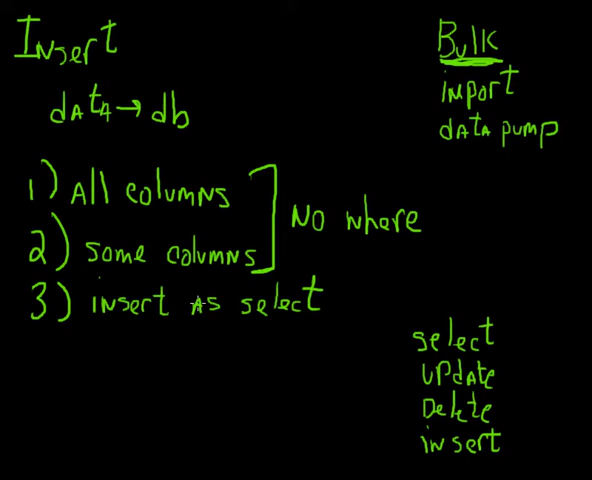 Insert
data → db
1) All columns
2) some columns
No where
3) insert as select
Bulk
import
data pump
select
update
Delete
insert